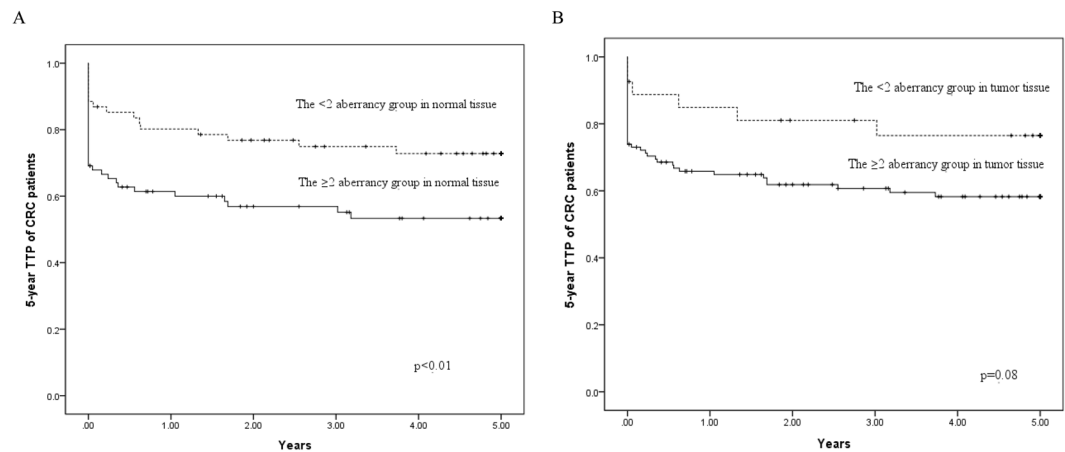 A
5-year TTP of CRC patients
1.0
0.8
0.6
0.4
0.2
0.0
The <2 aberrancy group in normal tissue
The ≥2 aberrancy group in normal tissue
p<0.01
.00 1.00 2.00 3.00 4.00 5.00
Years
B
5-year TTP of CRC patients
1.0
0.8
0.6
0.4
0.2
0.0
The <2 aberrancy group in tumor tissue
The ≥2 aberrancy group in tumor tissue
p=0.08
.00 1.00 2.00 3.00 4.00 5.00
Years